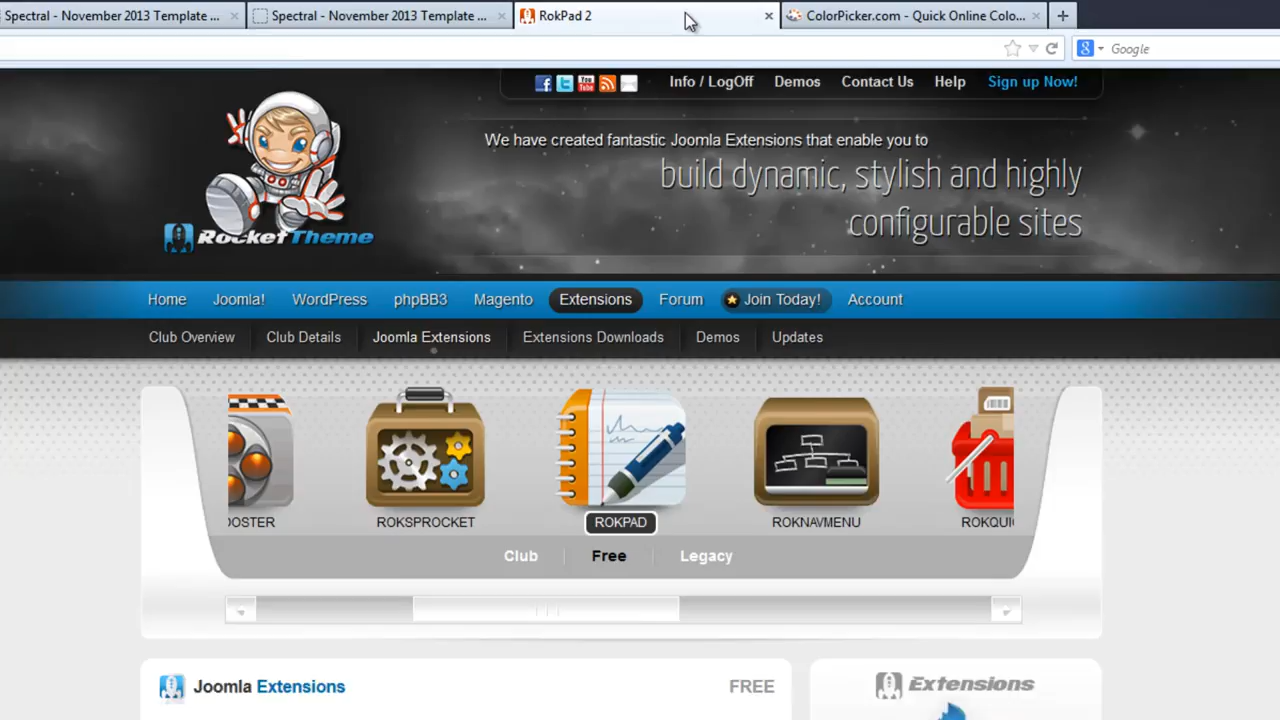 Spectral - November 2013 Template ...
Spectral - November 2013 Template ...
RokPad 2
ColorPicker.com - Quick Online Colo...
Google
Info / LogOff
Demos
Contact Us
Help
Sign up Now!
We have created fantastic Joomla Extensions that enable you to
build dynamic, stylish and highly
configurable sites
RocketTheme
Home
Joomla!
WordPress
phpBB3
Magento
Extensions
Forum
Join Today!
Account
Club Overview
Club Details
Joomla Extensions
Extensions Downloads
Demos
Updates
OOSTER
ROKSPROCKET
ROKPAD
ROKNAVMENU
ROKQUI
Club
Free
Legacy
Joomla Extensions
FREE
Extensions